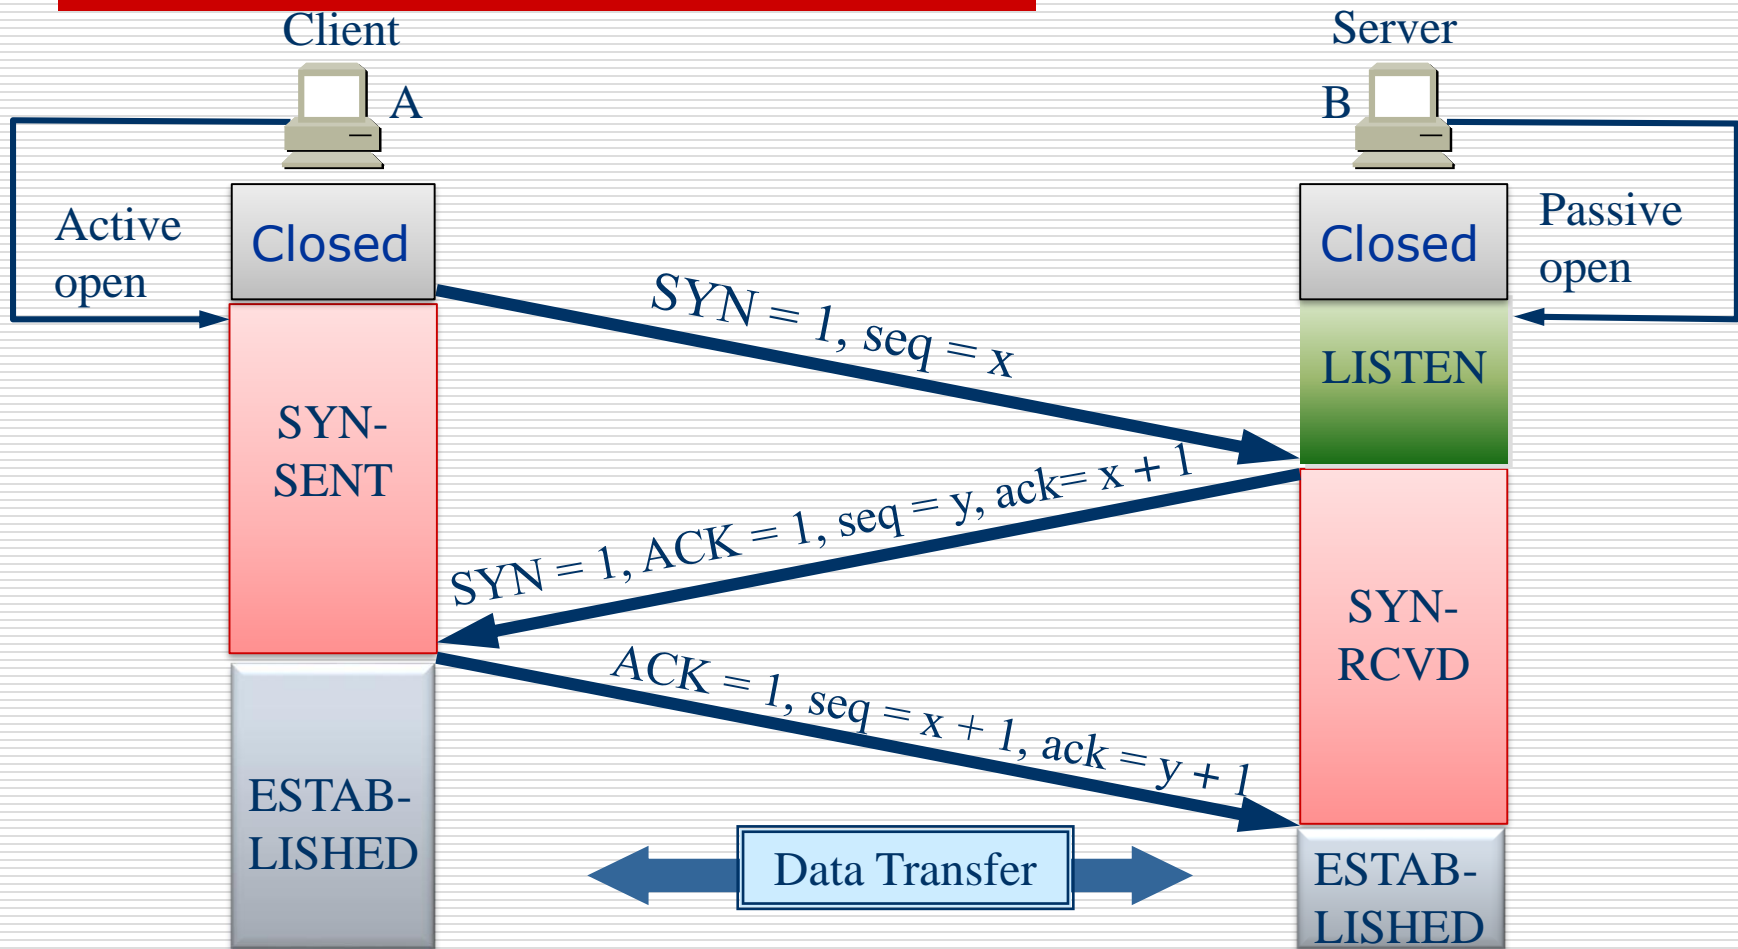 Client
Server
A
B
Active
open
Closed
Closed
Passive
open
SYN = 1, seq = x
LISTEN
SYN-
SENT
SYN = 1, ACK = 1, seq = y, ack= x + 1
SYN-
RCVD
ACK = 1, seq = x + 1, ack = y + 1
ESTAB-
LISHED
Data Transfer
ESTAB-
LISHED